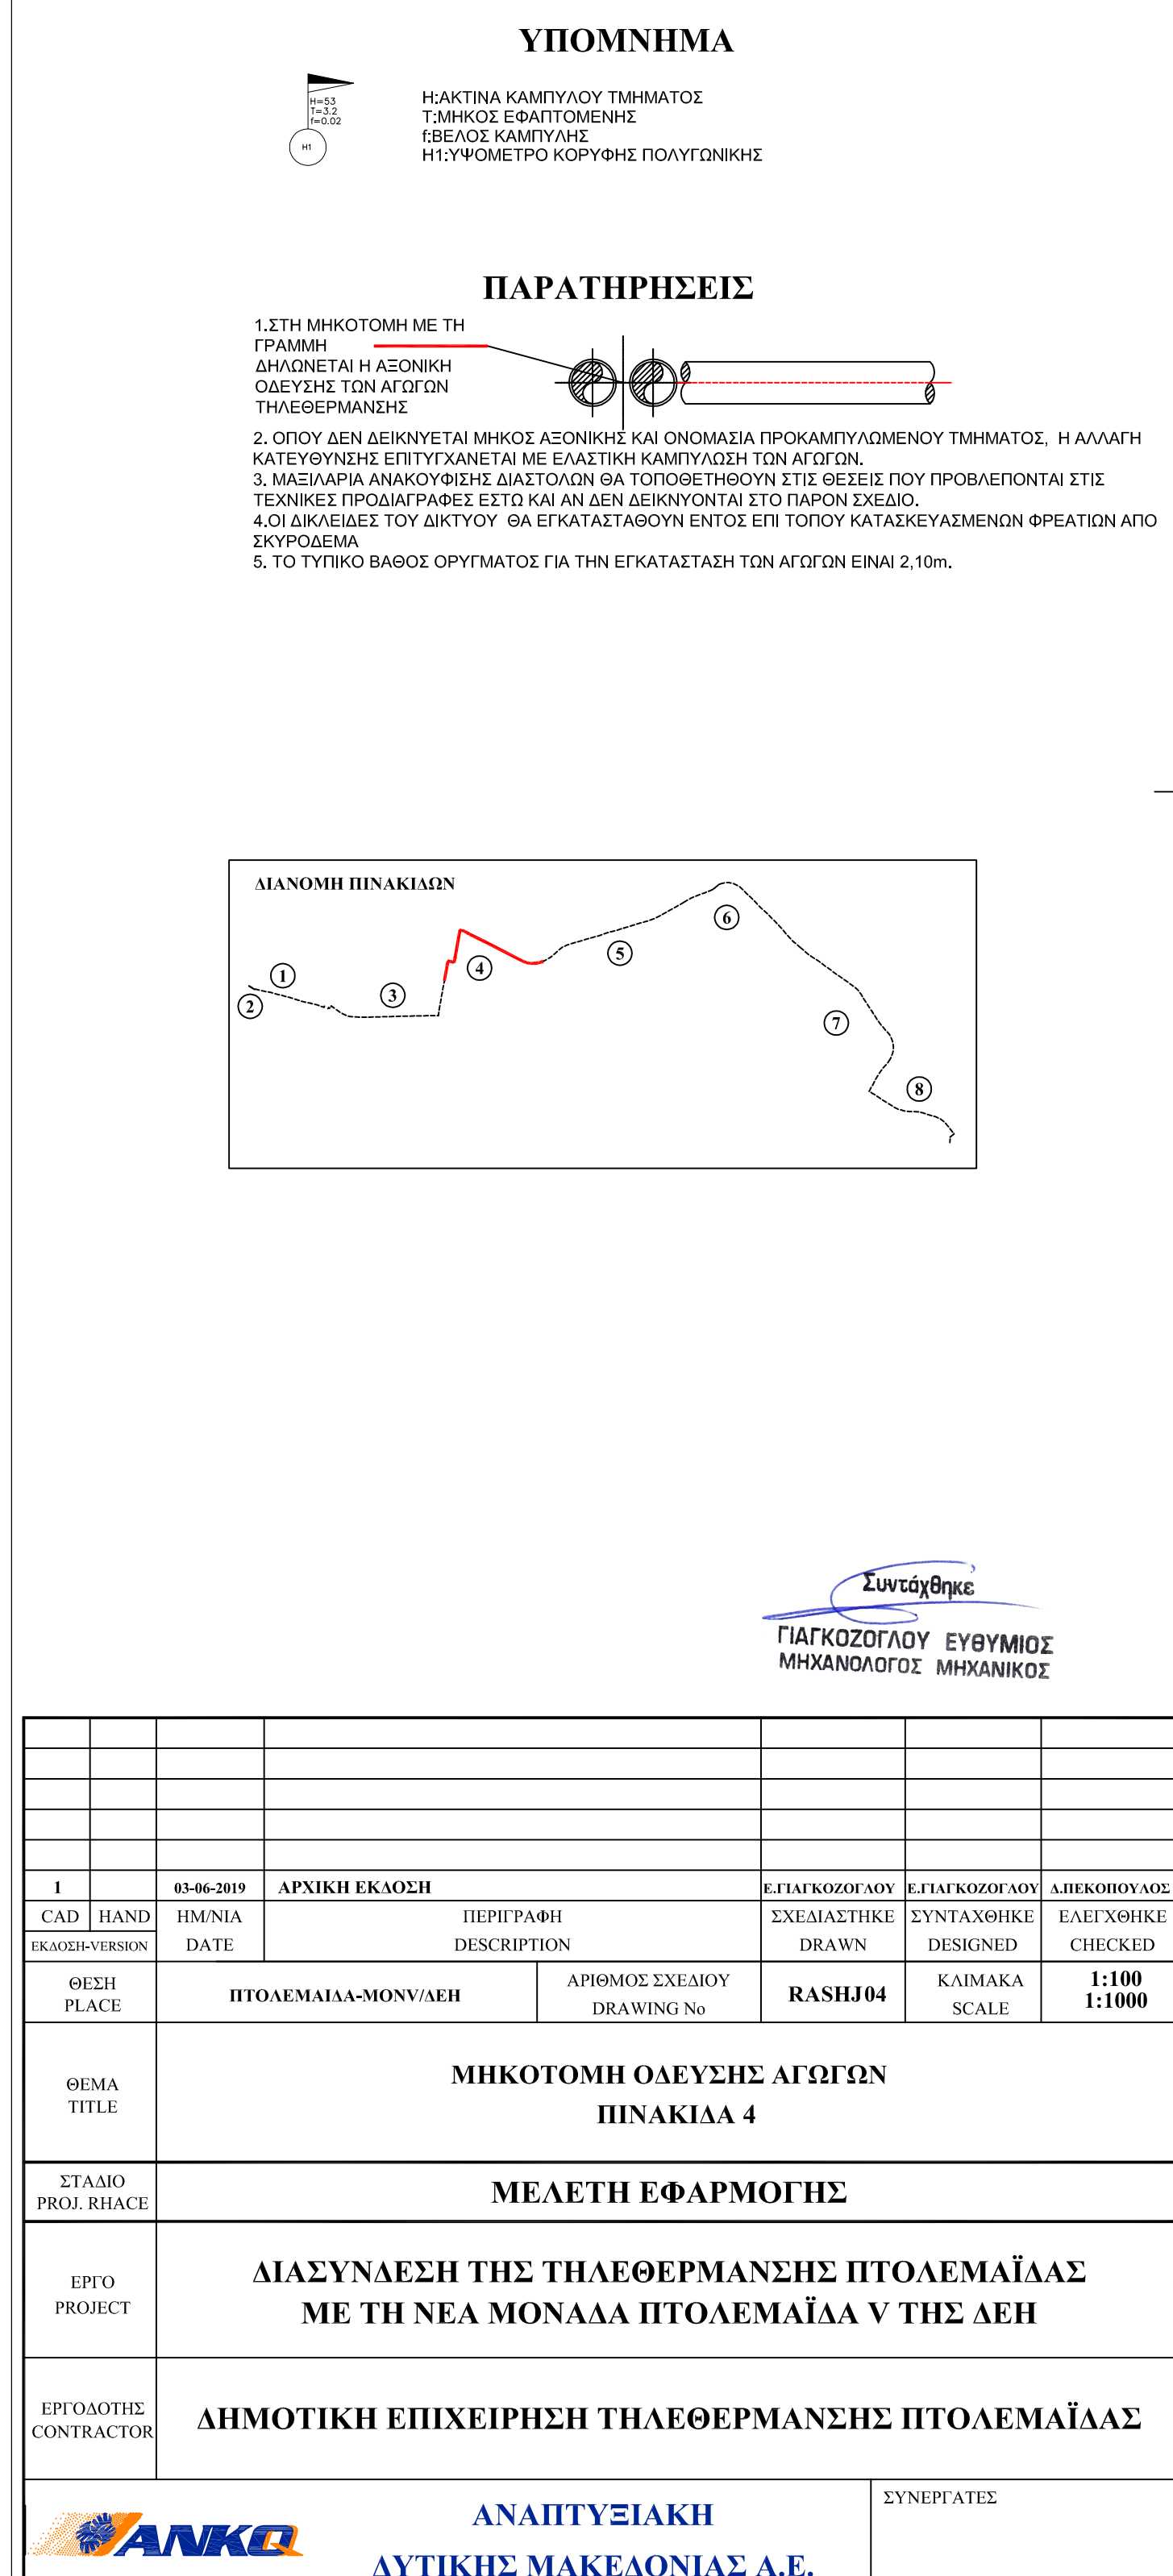 ΥΠΟΜΝΗΜΑ
H=53
T=3.2
f=0.02
H1
Η:ΑΚΤΙΝΑ ΚΑΜΠΥΛΟΥ ΤΜΗΜΑΤΟΣ
Τ:ΜΗΚΟΣ ΕΦΑΠΤΟΜΕΝΗΣ
f:ΒΕΛΟΣ ΚΑΜΠΥΛΗΣ
Η1:ΥΨΟΜΕΤΡΟ ΚΟΡΥΦΗΣ ΠΟΛΥΓΩΝΙΚΗΣ
ΠΑΡΑΤΗΡΗΣΕΙΣ
1.ΣΤΗ ΜΗΚΟΤΟΜΗ ΜΕ ΤΗ
ΓΡΑΜΜΗ
ΔΗΛΩΝΕΤΑΙ Η ΑΞΟΝΙΚΗ
ΟΔΕΥΣΗΣ ΤΩΝ ΑΓΩΓΩΝ
ΤΗΛΕΘΕΡΜΑΝΣΗΣ
2. ΟΠΟΥ ΔΕΝ ΔΕΙΚΝΥΕΤΑΙ ΜΗΚΟΣ ΑΞΟΝΙΚΗΣ ΚΑΙ ΟΝΟΜΑΣΙΑ ΠΡΟΚΑΜΠΥΛΩΜΕΝΟΥ ΤΜΗΜΑΤΟΣ, Η ΑΛΛΑΓΗ
ΚΑΤΕΥΘΥΝΣΗΣ ΕΠΙΤΥΓΧΑΝΕΤΑΙ ΜΕ ΕΛΑΣΤΙΚΗ ΚΑΜΠΥΛΩΣΗ ΤΩΝ ΑΓΩΓΩΝ.
3. ΜΑΞΙΛΑΡΙΑ ΑΝΑΚΟΥΦΙΣΗΣ ΔΙΑΣΤΟΛΩΝ ΘΑ ΤΟΠΟΘΕΤΗΘΟΥΝ ΣΤΙΣ ΘΕΣΕΙΣ ΠΟΥ ΠΡΟΒΛΕΠΟΝΤΑΙ ΣΤΙΣ
ΤΕΧΝΙΚΕΣ ΠΡΟΔΙΑΓΡΑΦΕΣ ΕΣΤΩ ΚΑΙ ΑΝ ΔΕΝ ΔΕΙΚΝΥΟΝΤΑΙ ΣΤΟ ΠΑΡΟΝ ΣΧΕΔΙΟ.
4.ΟΙ ΔΙΚΛΕΙΔΕΣ ΤΟΥ ΔΙΚΤΥΟΥ ΘΑ ΕΓΚΑΤΑΣΤΑΘΟΥΝ ΕΝΤΟΣ ΕΠΙ ΤΟΠΟΥ ΚΑΤΑΣΚΕΥΑΣΜΕΝΩΝ ΦΡΕΑΤΙΩΝ ΑΠΟ
ΣΚΥΡΟΔΕΜΑ
5. ΤΟ ΤΥΠΙΚΟ ΒΑΘΟΣ ΟΡΥΓΜΑΤΟΣ ΓΙΑ ΤΗΝ ΕΓΚΑΤΑΣΤΑΣΗ ΤΩΝ ΑΓΩΓΩΝ ΕΙΝΑΙ 2,10m.
ΔΙΑΝΟΜΗ ΠΙΝΑΚΙΔΩΝ
1
2
3
4
5
6
7
8
Συντάχθηκε
ΓΙΑΓΚΟΖΟΓΛΟΥ ΕΥΘΥΜΙΟΣ
ΜΗΧΑΝΟΛΟΓΟΣ ΜΗΧΑΝΙΚΟΣ
1 03-06-2019 ΑΡΧΙΚΗ ΕΚΔΟΣΗ Ε.ΓΙΑΓΚΟΖΟΓΛΟΥ Ε.ΓΙΑΓΚΟΖΟΓΛΟΥ Δ.ΠΕΚΟΠΟΥΛΟΣ
CAD HAND ΗΜ/ΝΙΑ ΠΕΡΙΓΡΑΦΗ ΣΧΕΔΙΑΣΤΗΚΕ ΣΥΝΤΑΧΘΗΚΕ ΕΛΕΓΧΘΗΚΕ
ΕΚΔΟΣΗ-VERSION DATE DESCRIPTION DRAWN DESIGNED CHECKED
ΘΕΣΗ
PLACE
ΠΤΟΛΕΜΑΙΔΑ-ΜΟΝV/ΔΕΗ
ΑΡΙΘΜΟΣ ΣΧΕΔΙΟΥ
DRAWING No
RASHJ04
ΚΛΙΜΑΚΑ
SCALE
1:100
1:1000
ΘΕΜΑ
TITLE
ΜΗΚΟΤΟΜΗ ΟΔΕΥΣΗΣ ΑΓΩΓΩΝ
ΠΙΝΑΚΙΔΑ 4
ΣΤΑΔΙΟ
PROJ. RHACE
ΜΕΛΕΤΗ ΕΦΑΡΜΟΓΗΣ
ΕΡΓΟ
PROJECT
ΔΙΑΣΥΝΔΕΣΗ ΤΗΣ ΤΗΛΕΘΕΡΜΑΝΣΗΣ ΠΤΟΛΕΜΑΪΔΑΣ
ΜΕ ΤΗ ΝΕΑ ΜΟΝΑΔΑ ΠΤΟΛΕΜΑΪΔΑ V ΤΗΣ ΔΕΗ
ΕΡΓΟΔΟΤΗΣ
CONTRACTOR
ΔΗΜΟΤΙΚΗ ΕΠΙΧΕΙΡΗΣΗ ΤΗΛΕΘΕΡΜΑΝΣΗΣ ΠΤΟΛΕΜΑΪΔΑΣ
ΑΝΚΩ
ΑΝΑΠΤΥΞΙΑΚΗ
ΔΥΤΙΚΗΣ ΜΑΚΕΔΟΝΙΑΣ Α.Ε.
ΣΥΝΕΡΓΑΤΕΣ